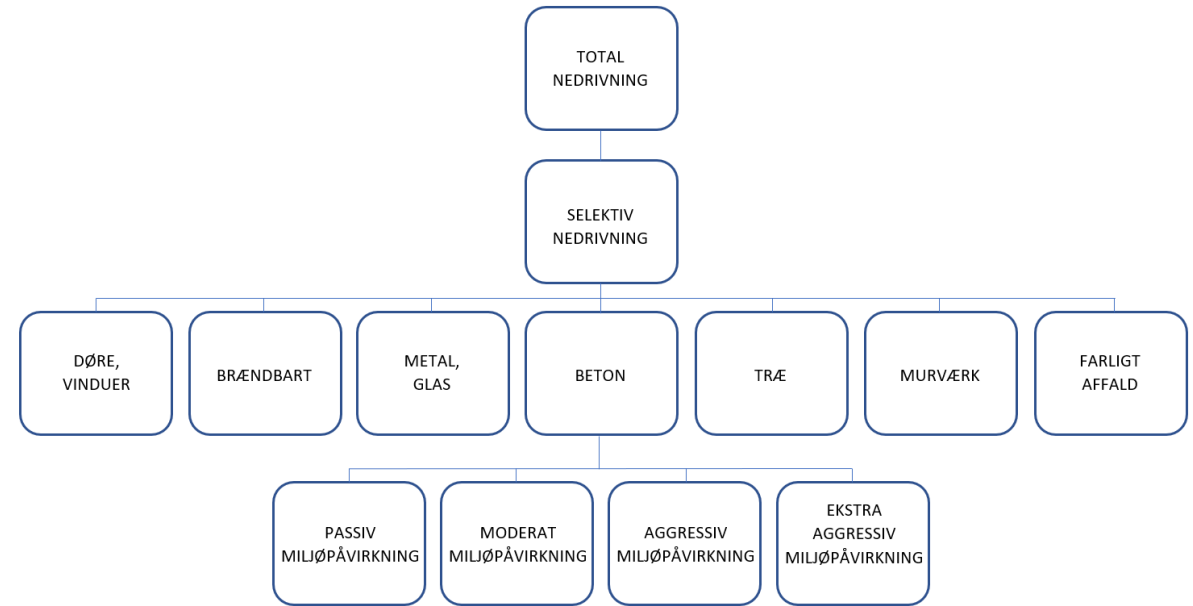 TOTAL
NEDRIVNING
SELEKTIV
NEDRIVNING
DØRE,
VINDUER
BRÆNDBART
METAL,
GLAS
BETON
TRÆ
MURVÆRK
FARLIGT
AFFALD
PASSIV
MILJØPÅVIRKNING
MODERAT
MILJØPÅVIRKNING
AGGRESSIV
MILJØPÅVIRKNING
EKSTRA
AGGRESSIV
MILJØPÅVIRKNING